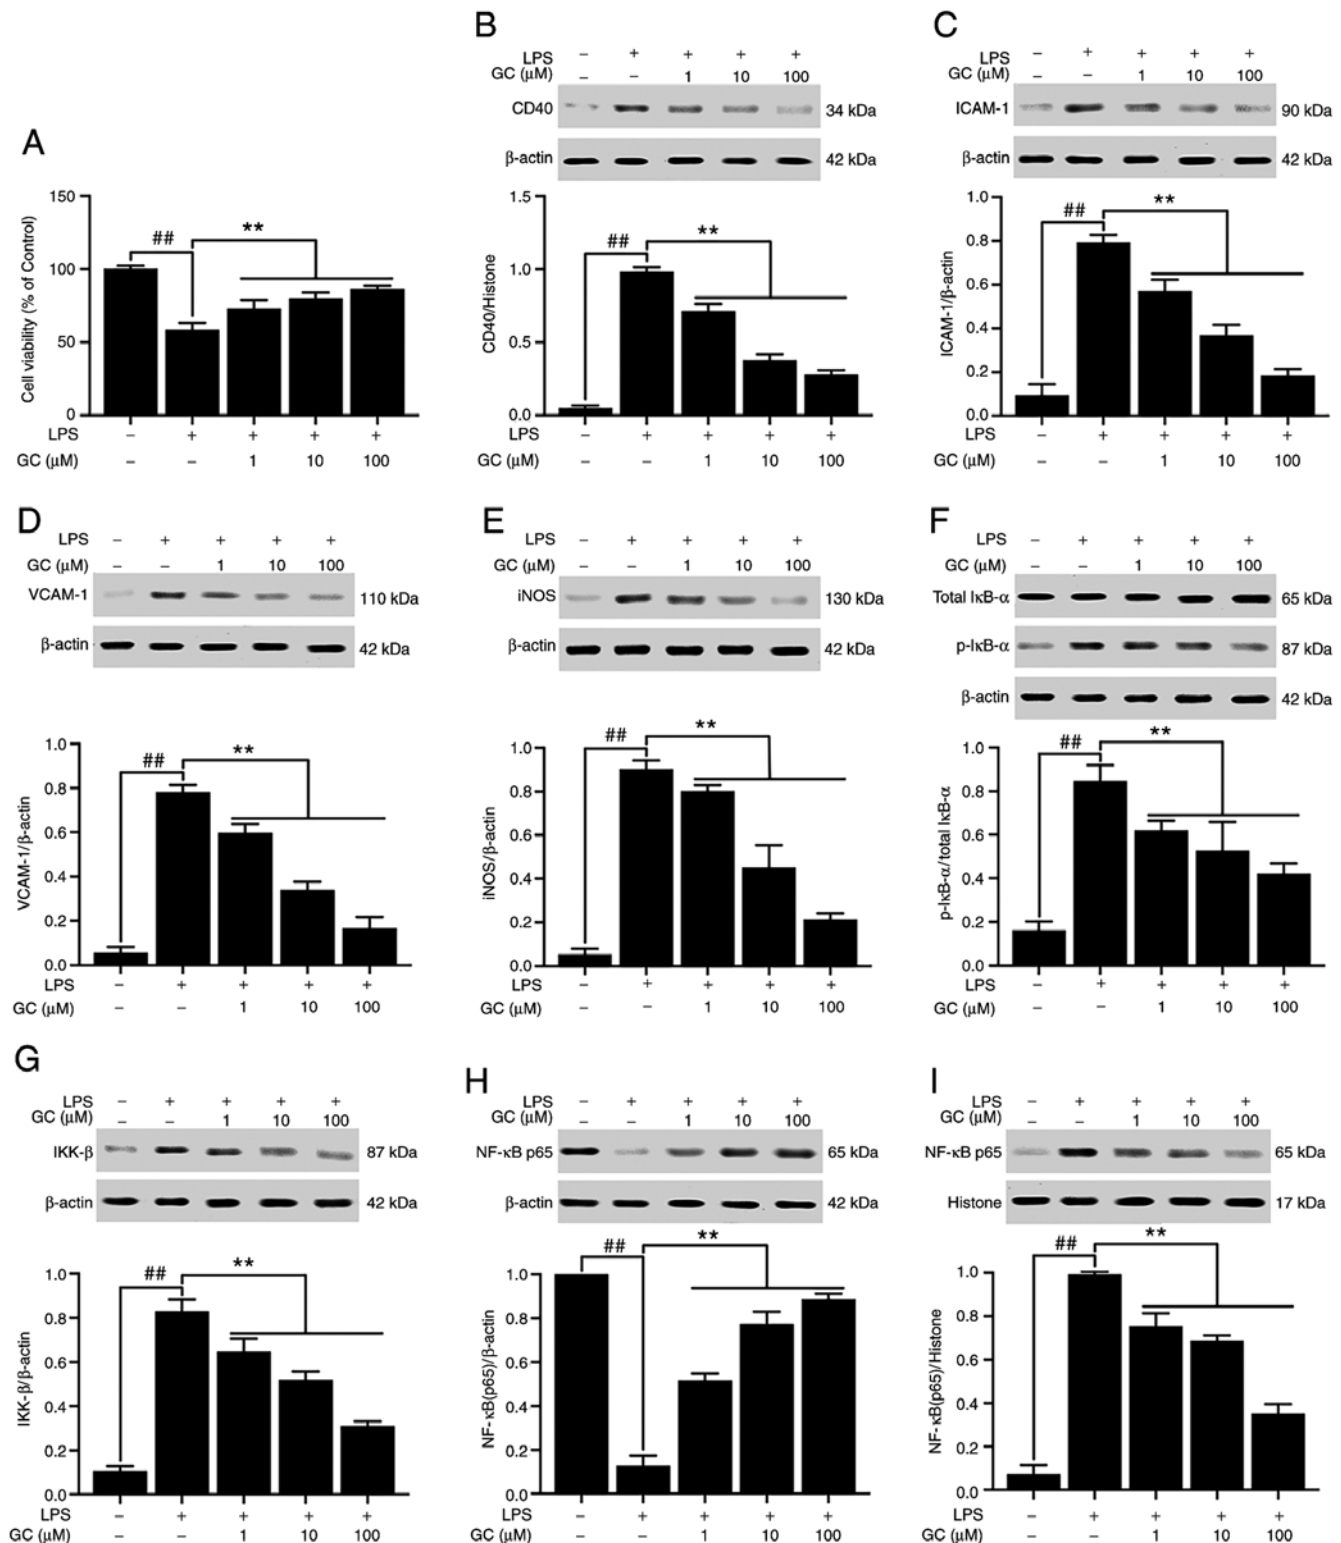 A
150
100
50
0
Cell viability (% of Control)
## **
LPS – + + + +
GC (µM) – – 1 10 100
B
LPS – + + + +
GC (µM) – – 1 10 100
CD40 34 kDa
β-actin 42 kDa
1.5
1.0
0.5
0.0
CD40/Histone
## **
LPS – + + + +
GC (µM) – – 1 10 100
C
LPS – + + + +
GC (µM) – – 1 10 100
ICAM-1 90 kDa
β-actin 42 kDa
1.0
0.8
0.6
0.4
0.2
0.0
ICAM-1/β-actin
## **
LPS – + + + +
GC (µM) – – 1 10 100
D
LPS – + + + +
GC (µM) – – 1 10 100
VCAM-1 110 kDa
β-actin 42 kDa
1.0
0.8
0.6
0.4
0.2
0.0
VCAM-1/β-actin
## **
LPS – + + + +
GC (µM) – – 1 10 100
E
LPS – + + + +
GC (µM) – – 1 10 100
iNOS 130 kDa
β-actin 42 kDa
1.0
0.8
0.6
0.4
0.2
0.0
iNOS/β-actin
## **
LPS – + + + +
GC (µM) – – 1 10 100
F
LPS – + + + +
GC (µM) – – 1 10 100
Total IκB-α 65 kDa
p-IκB-α 87 kDa
β-actin 42 kDa
1.0
0.8
0.6
0.4
0.2
0.0
p-IκB-α/total IκB-α
## **
LPS – + + + +
GC (µM) – – 1 10 100
G
LPS – + + + +
GC (µM) – – 1 10 100
IKK-β 87 kDa
β-actin 42 kDa
1.0
0.8
0.6
0.4
0.2
0.0
IKK-β/β-actin
## **
LPS – + + + +
GC (µM) – – 1 10 100
H
LPS – + + + +
GC (µM) – – 1 10 100
NF-κB p65 65 kDa
β-actin 42 kDa
1.0
0.8
0.6
0.4
0.2
0.0
NF-κB(p65)/β-actin
## **
LPS – + + + +
GC (µM) – – 1 10 100
I
LPS – + + + +
GC (µM) – – 1 10 100
NF-κB p65 65 kDa
Histone 17 kDa
1.0
0.8
0.6
0.4
0.2
0.0
NF-κB(p65)/Histone
## **
LPS – + + + +
GC (µM) – – 1 10 100